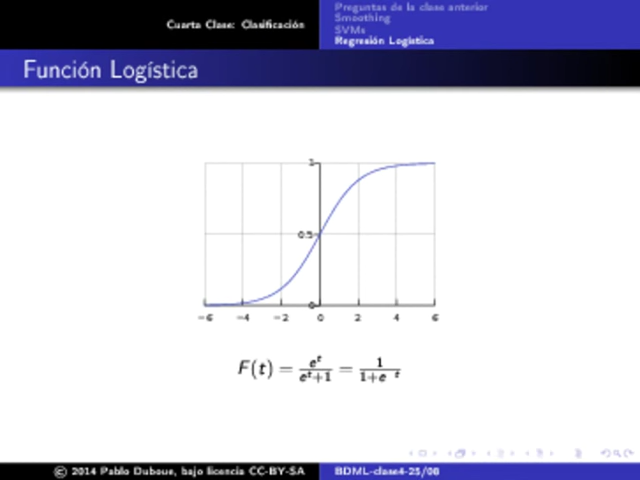 Cuarta Clase: Clasificación
Preguntas de la clase anterior
Smoothing
SVMs
Regresión Logística
Función Logística
1
0.5
0
−6 −4 −2 0 2 4 6
F(t) = e^t/(e^t+1) = 1/(1+e^-t)
© 2014 Pablo Duboue, bajo licencia CC-BY-SA
BDML-clase4-25/08